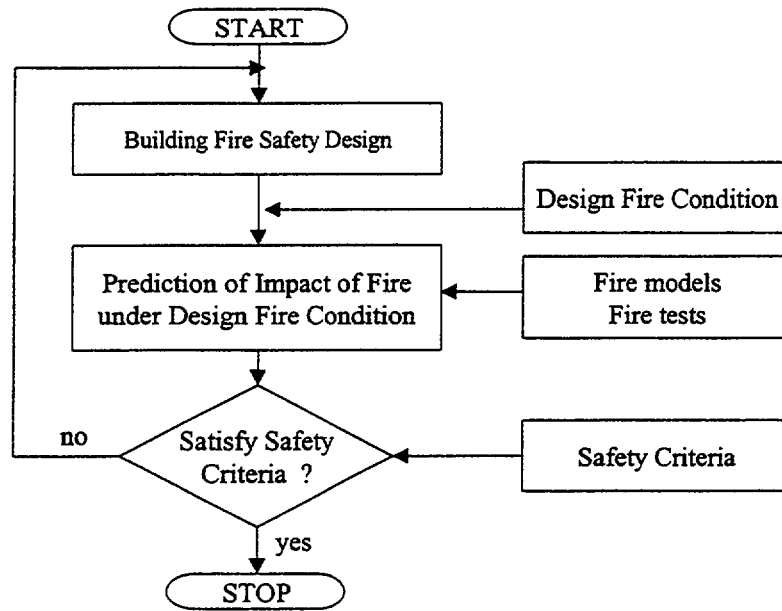 START
Building Fire Safety Design
Design Fire Condition
Prediction of Impact of Fire
under Design Fire Condition
Fire models
Fire tests
no
Satisfy Safety
Criteria ?
Safety Criteria
yes
STOP